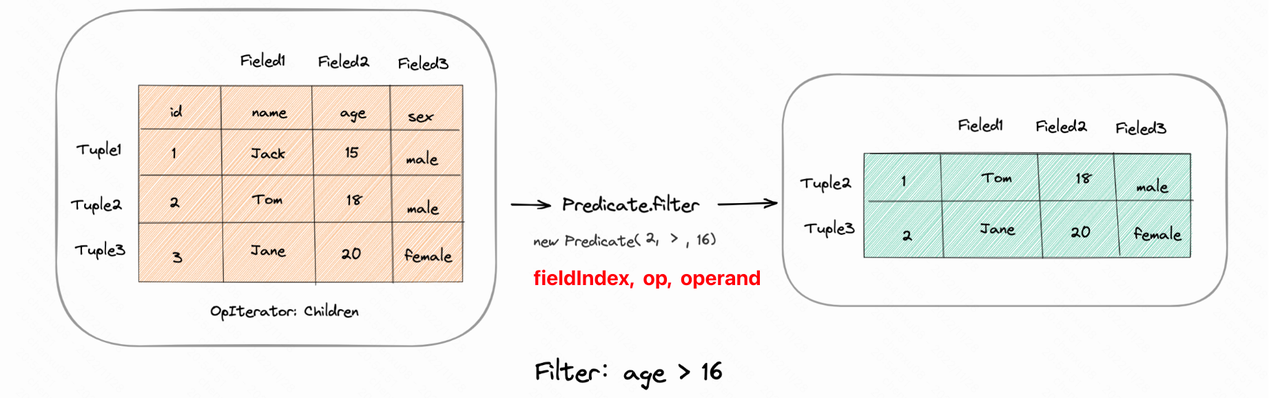 Fieled1 Fieled2 Fieled3
id name age sex
Tuple1 1 Jack 15 male
Tuple2 2 Tom 18 male
Tuple3 3 Jane 20 female
OpIterator: Children
Predicate.filter
new Predicate( 2, > , 16)
fieldIndex, op, operand
Fieled1 Fieled2 Fieled3
Tuple2 1 Tom 18 male
Tuple3 2 Jane 20 female
Filter: age > 16